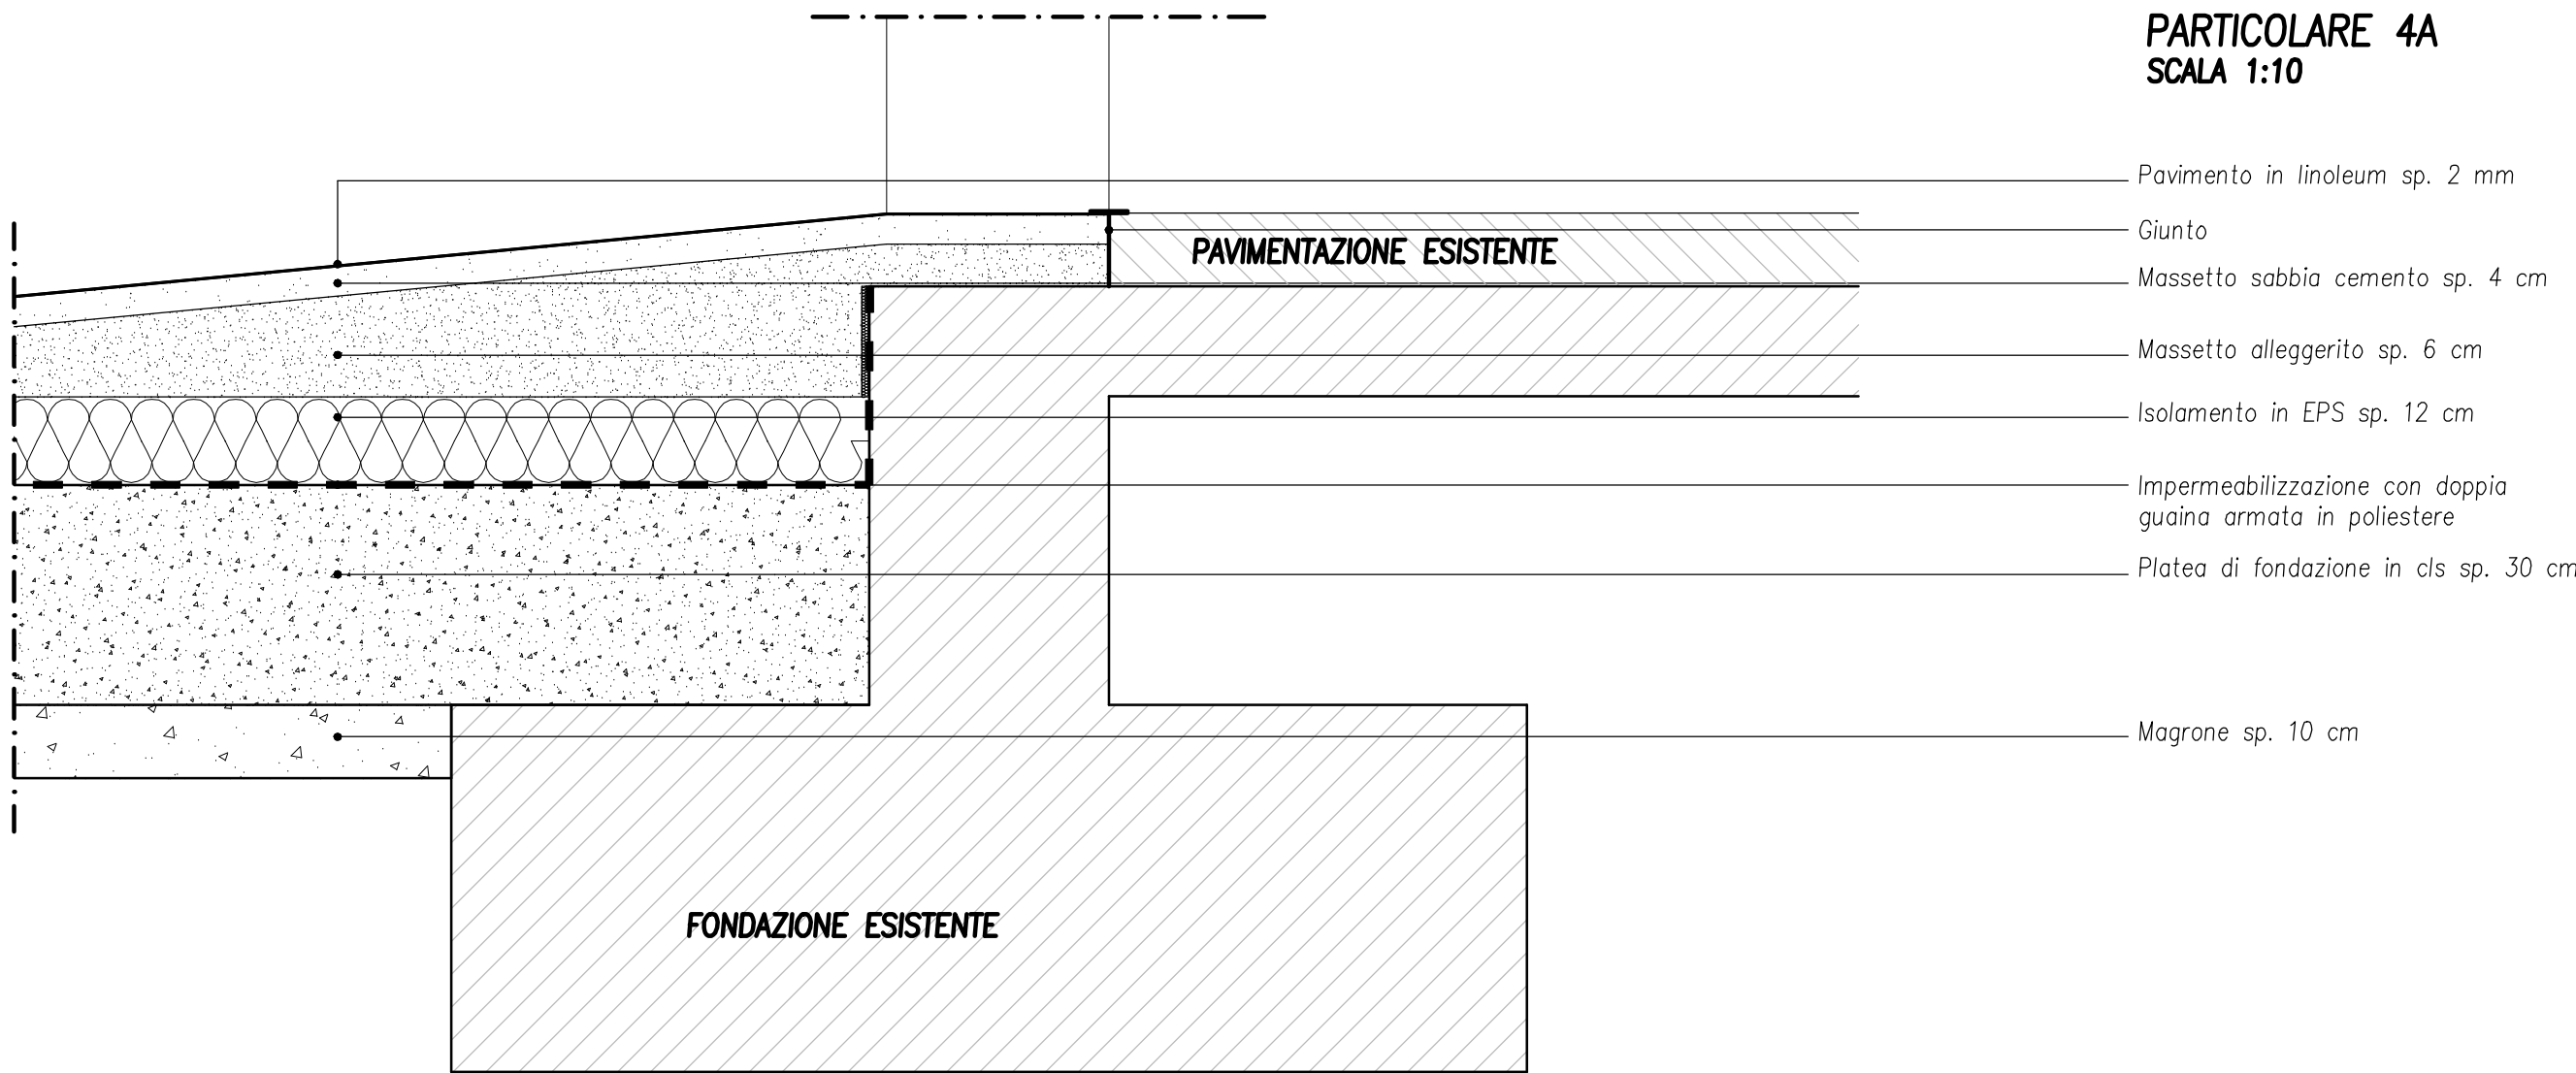 PARTICOLARE 4A
SCALA 1:10
Pavimento in linoleum sp. 2 mm
Giunto
PAVIMENTAZIONE ESISTENTE
Massetto sabbia cemento sp. 4 cm
Massetto alleggerito sp. 6 cm
Isolamento in EPS sp. 12 cm
Impermeabilizzazione con doppia
guaina armata in poliestere
Platea di fondazione in cls sp. 30 cm
Magrone sp. 10 cm
FONDAZIONE ESISTENTE